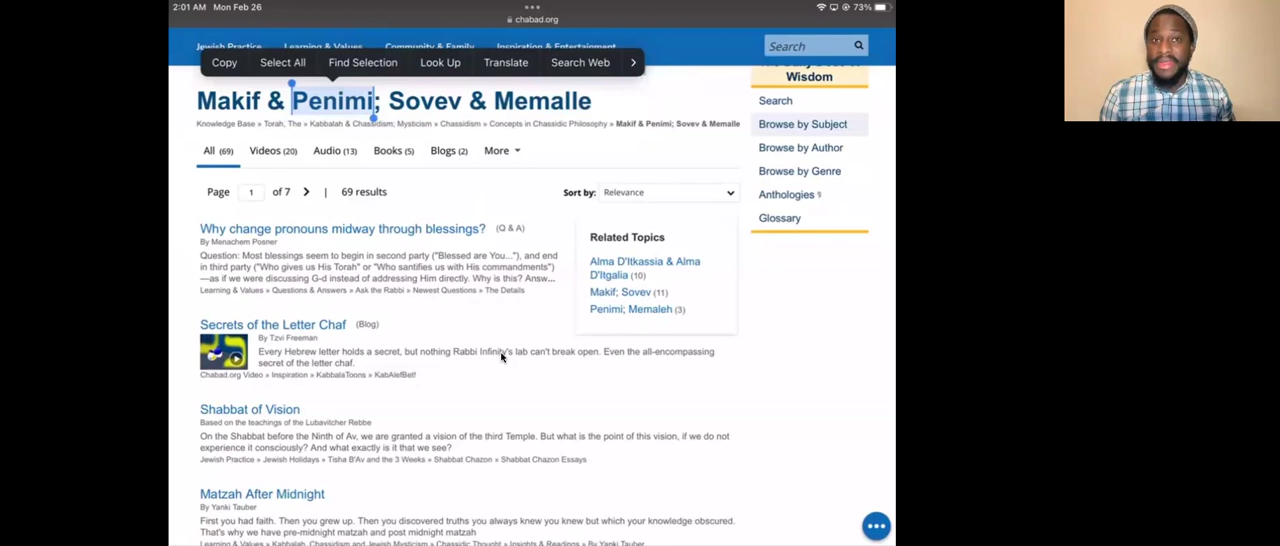 2:01 AM Mon Feb 26
73%
chabad.org
Jewish Practice Learning & Values Community & Family Inspiration & Entertainment
Search
Copy Select All Find Selection Look Up Translate Search Web
Wisdom
Makif & Penimi; Sovev & Memalle
Knowledge Base » Torah, The » Kabbalah & Chassidism; Mysticism » Chassidism » Concepts in Chassidic Philosophy » Makif & Penimi; Sovev & Memalle
Search
Browse by Subject
Browse by Author
Browse by Genre
Anthologies
Glossary
All (69) Videos (20) Audio (13) Books (5) Blogs (2) More
Page 1 of 7 | 69 results
Sort by: Relevance
Why change pronouns midway through blessings? (Q & A)
By Menachem Posner
Question: Most blessings seem to begin in second party ("Blessed are You..."), and end
in third party ("Who gives us His Torah" or "Who santifies us with His commandments")
—as if we were discussing G-d instead of addressing Him directly. Why is this? Answ...
Learning & Values » Questions & Answers » Ask the Rabbi » Newest Questions » The Details
Related Topics
Alma D'Itkassia & Alma
D'Itgalia (10)
Makif; Sovev (11)
Penimi; Memaleh (3)
Secrets of the Letter Chaf (Blog)
By Tzvi Freeman
Every Hebrew letter holds a secret, but nothing Rabbi Infinity's lab can't break open. Even the all-encompassing
secret of the letter chaf.
Chabad.org Video » Inspiration » KabbalaToons » KabAlefBet!
Shabbat of Vision
Based on the teachings of the Lubavitcher Rebbe
On the Shabbat before the Ninth of Av, we are granted a vision of the third Temple. But what is the point of this vision, if we do not
experience it consciously? And what exactly is it that we see?
Jewish Practice » Jewish Holidays » Tisha B'Av and the 3 Weeks » Shabbat Chazon » Shabbat Chazon Essays
Matzah After Midnight
By Yanki Tauber
First you had faith. Then you grew up. Then you discovered truths you always knew you knew but which your knowledge obscured.
That's why we have pre-midnight matzah and post midnight matzah
Learning & Values » Kabbalah, Chassidism and Jewish Mysticism » Chassidic Thought » Insights & Readings » By Yanki Tauber